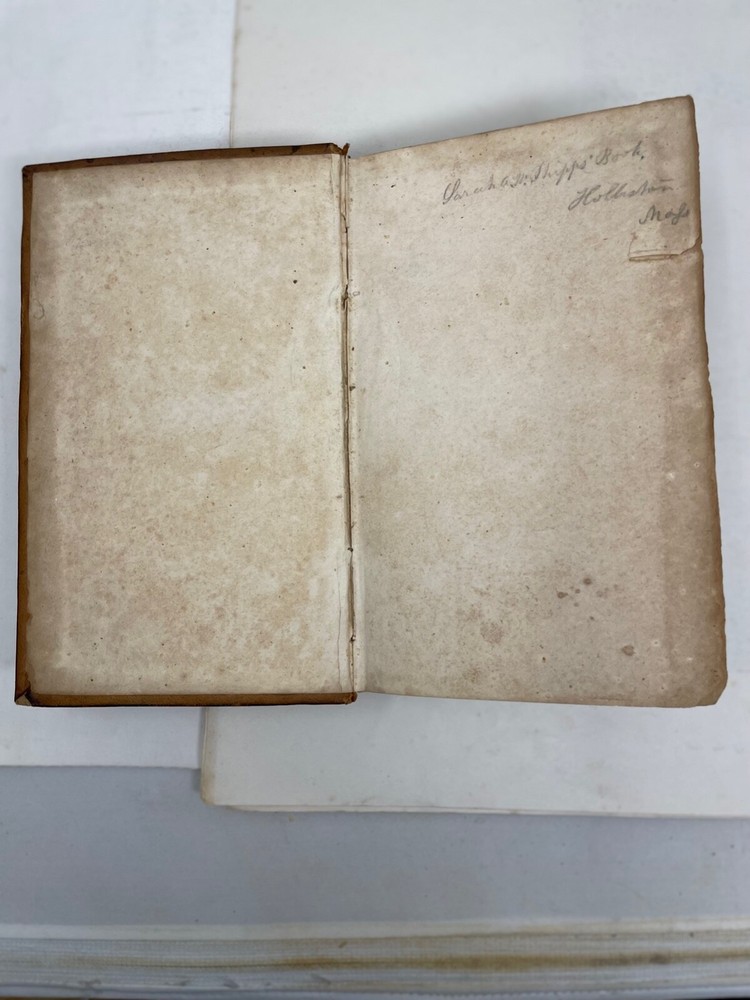 Sarah A. H. Phipps' Book,
Holliston
Mass